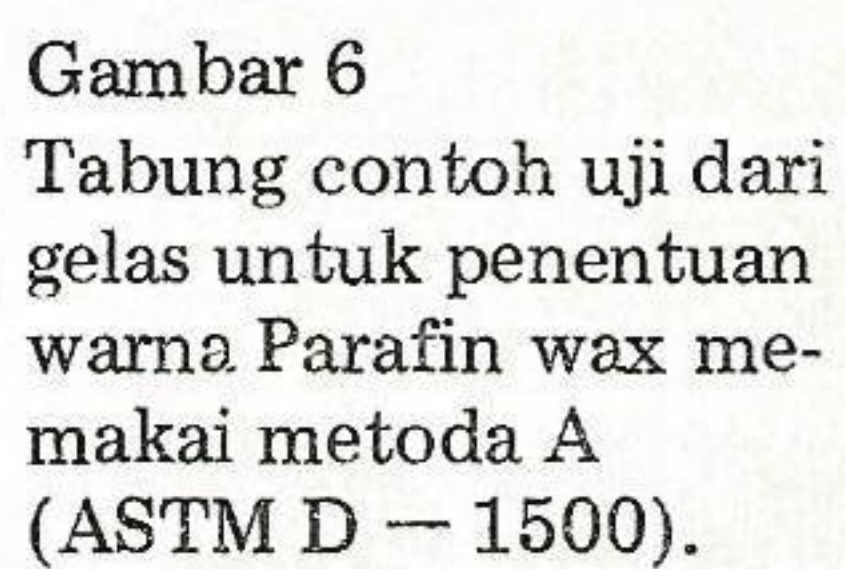 Gambar 6
Tabung contoh uji dari
gelas untuk penentuan
warna Parafin wax me-
makai metoda A
(ASTM D — 1500).